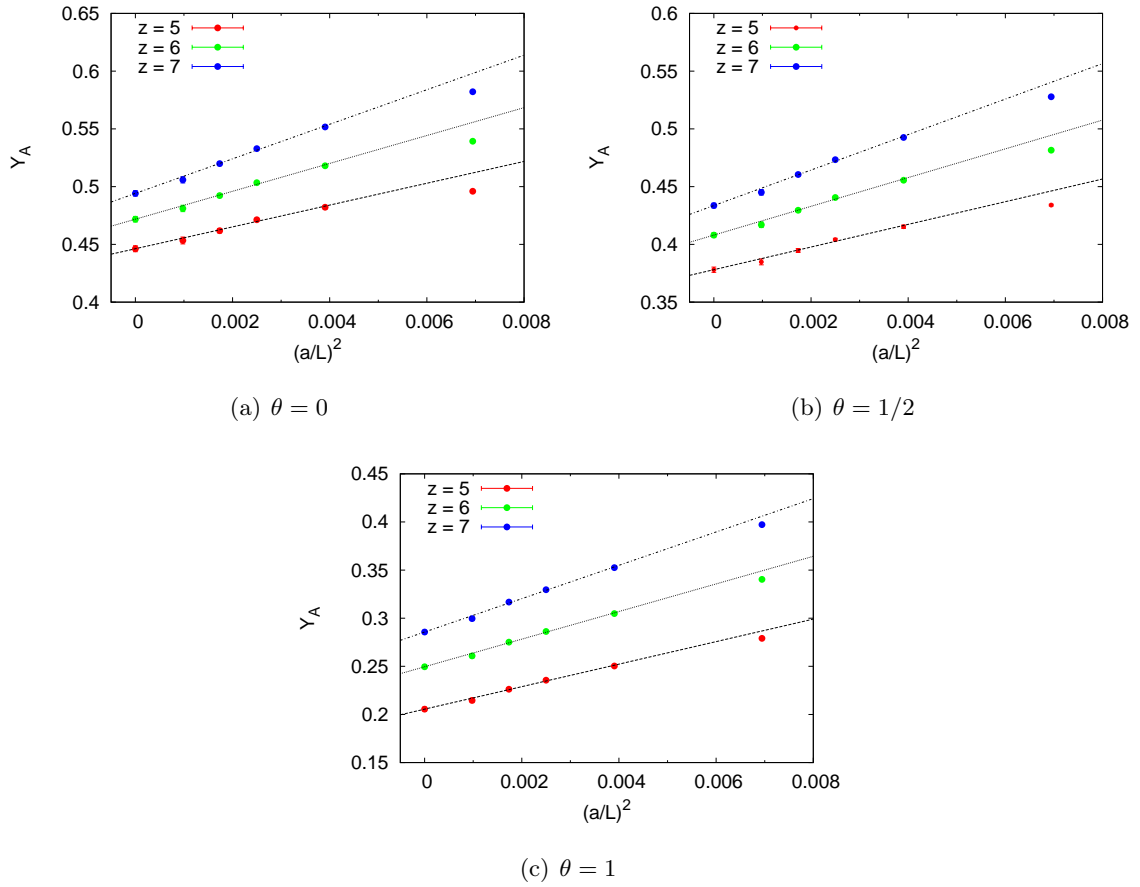 0.65
0.6
0.55
0.5
0.45
0.4
Y_A
z = 5
z = 6
z = 7
0 0.002 0.004 0.006 0.008
(a/L)^2
(a) θ = 0
0.6
0.55
0.5
0.45
0.4
0.35
Y_A
z = 5
z = 6
z = 7
0 0.002 0.004 0.006 0.008
(a/L)^2
(b) θ = 1/2
0.45
0.4
0.35
0.3
0.25
0.2
0.15
Y_A
z = 5
z = 6
z = 7
0 0.002 0.004 0.006 0.008
(a/L)^2
(c) θ = 1